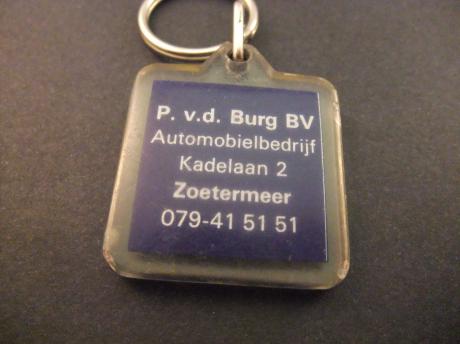 P. v.d. Burg BV
Automobielbedrijf
Kadelaan 2
Zoetermeer
079-41 51 51